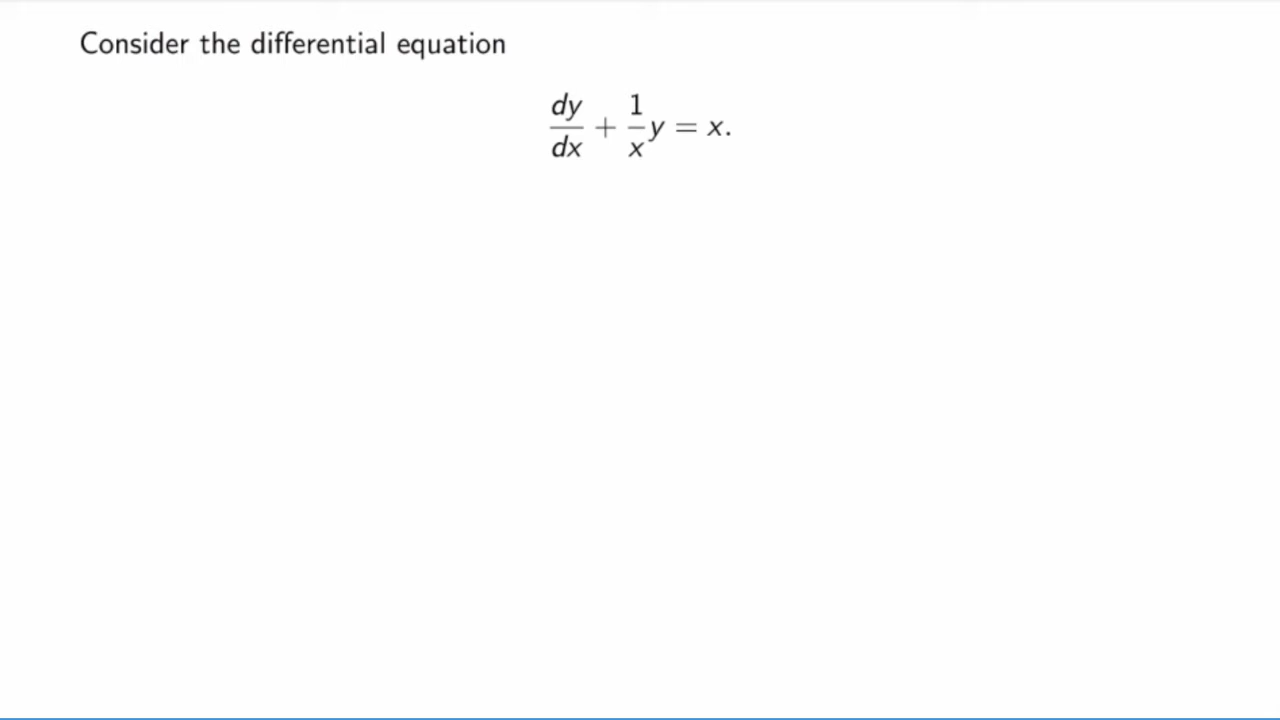 Consider the differential equation
dy/dx + 1/x y = x.